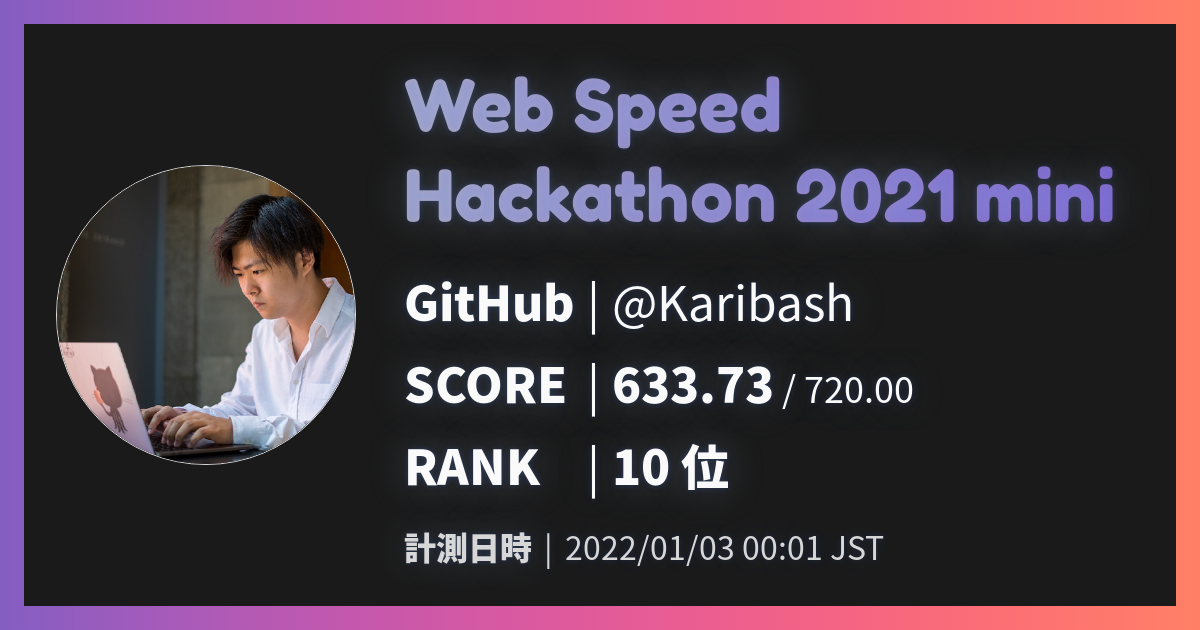 Web Speed
Hackathon 2021 mini
GitHub | @Karibash
SCORE | 633.73 / 720.00
RANK | 10 位
計測日時 | 2022/01/03 00:01 JST